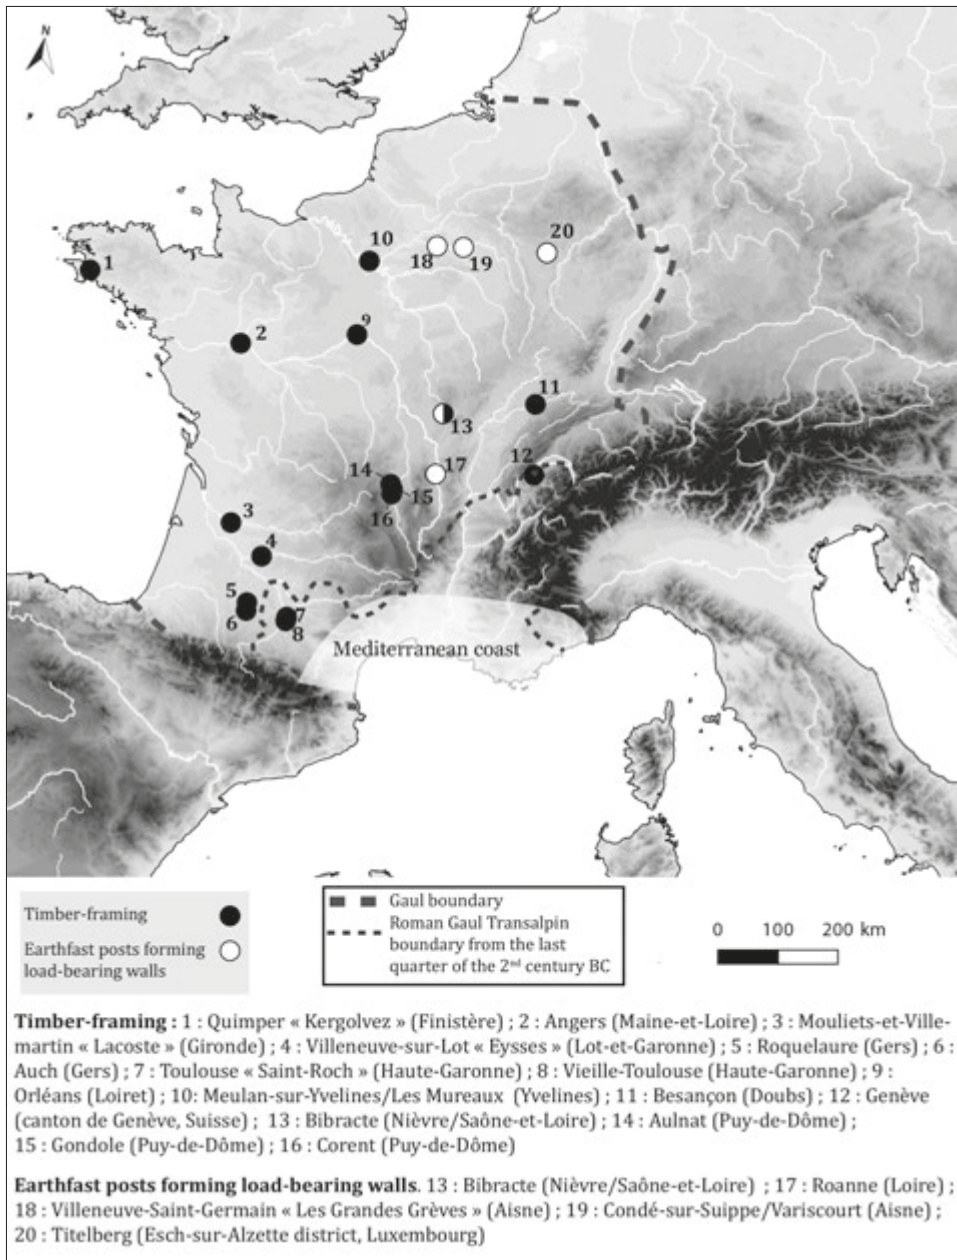 N
1
2
3
4
5
6
7
8
9
10
11
12
13
14
15
16
17
18
19
20
Mediterranean coast
Timber-framing
Earthfast posts forming
load-bearing walls
Gaul boundary
Roman Gaul Transalpin
boundary from the last
quarter of the 2nd century BC
0 100 200 km
Timber-framing : 1 : Quimper « Kergolvez » (Finistère) ; 2 : Angers (Maine-et-Loire) ; 3 : Mouliets-et-Ville-
martin « Lacoste » (Gironde) ; 4 : Villeneuve-sur-Lot « Eysses » (Lot-et-Garonne) ; 5 : Roquelaure (Gers) ; 6 :
Auch (Gers) ; 7 : Toulouse « Saint-Roch » (Haute-Garonne) ; 8 : Vieille-Toulouse (Haute-Garonne) ; 9 :
Orléans (Loiret) ; 10: Meulan-sur-Yvelines/Les Mureaux (Yvelines) ; 11 : Besançon (Doubs) ; 12 : Genève
(canton de Genève, Suisse) ; 13 : Bibracte (Nièvre/Saône-et-Loire) ; 14 : Aulnat (Puy-de-Dôme) ;
15 : Gondole (Puy-de-Dôme) ; 16 : Corent (Puy-de-Dôme)
Earthfast posts forming load-bearing walls. 13 : Bibracte (Nièvre/Saône-et-Loire) ; 17 : Roanne (Loire) ;
18 : Villeneuve-Saint-Germain « Les Grandes Grèves » (Aisne) ; 19 : Condé-sur-Suippe/Variscourt (Aisne) ;
20 : Titelberg (Esch-sur-Alzette district, Luxembourg)